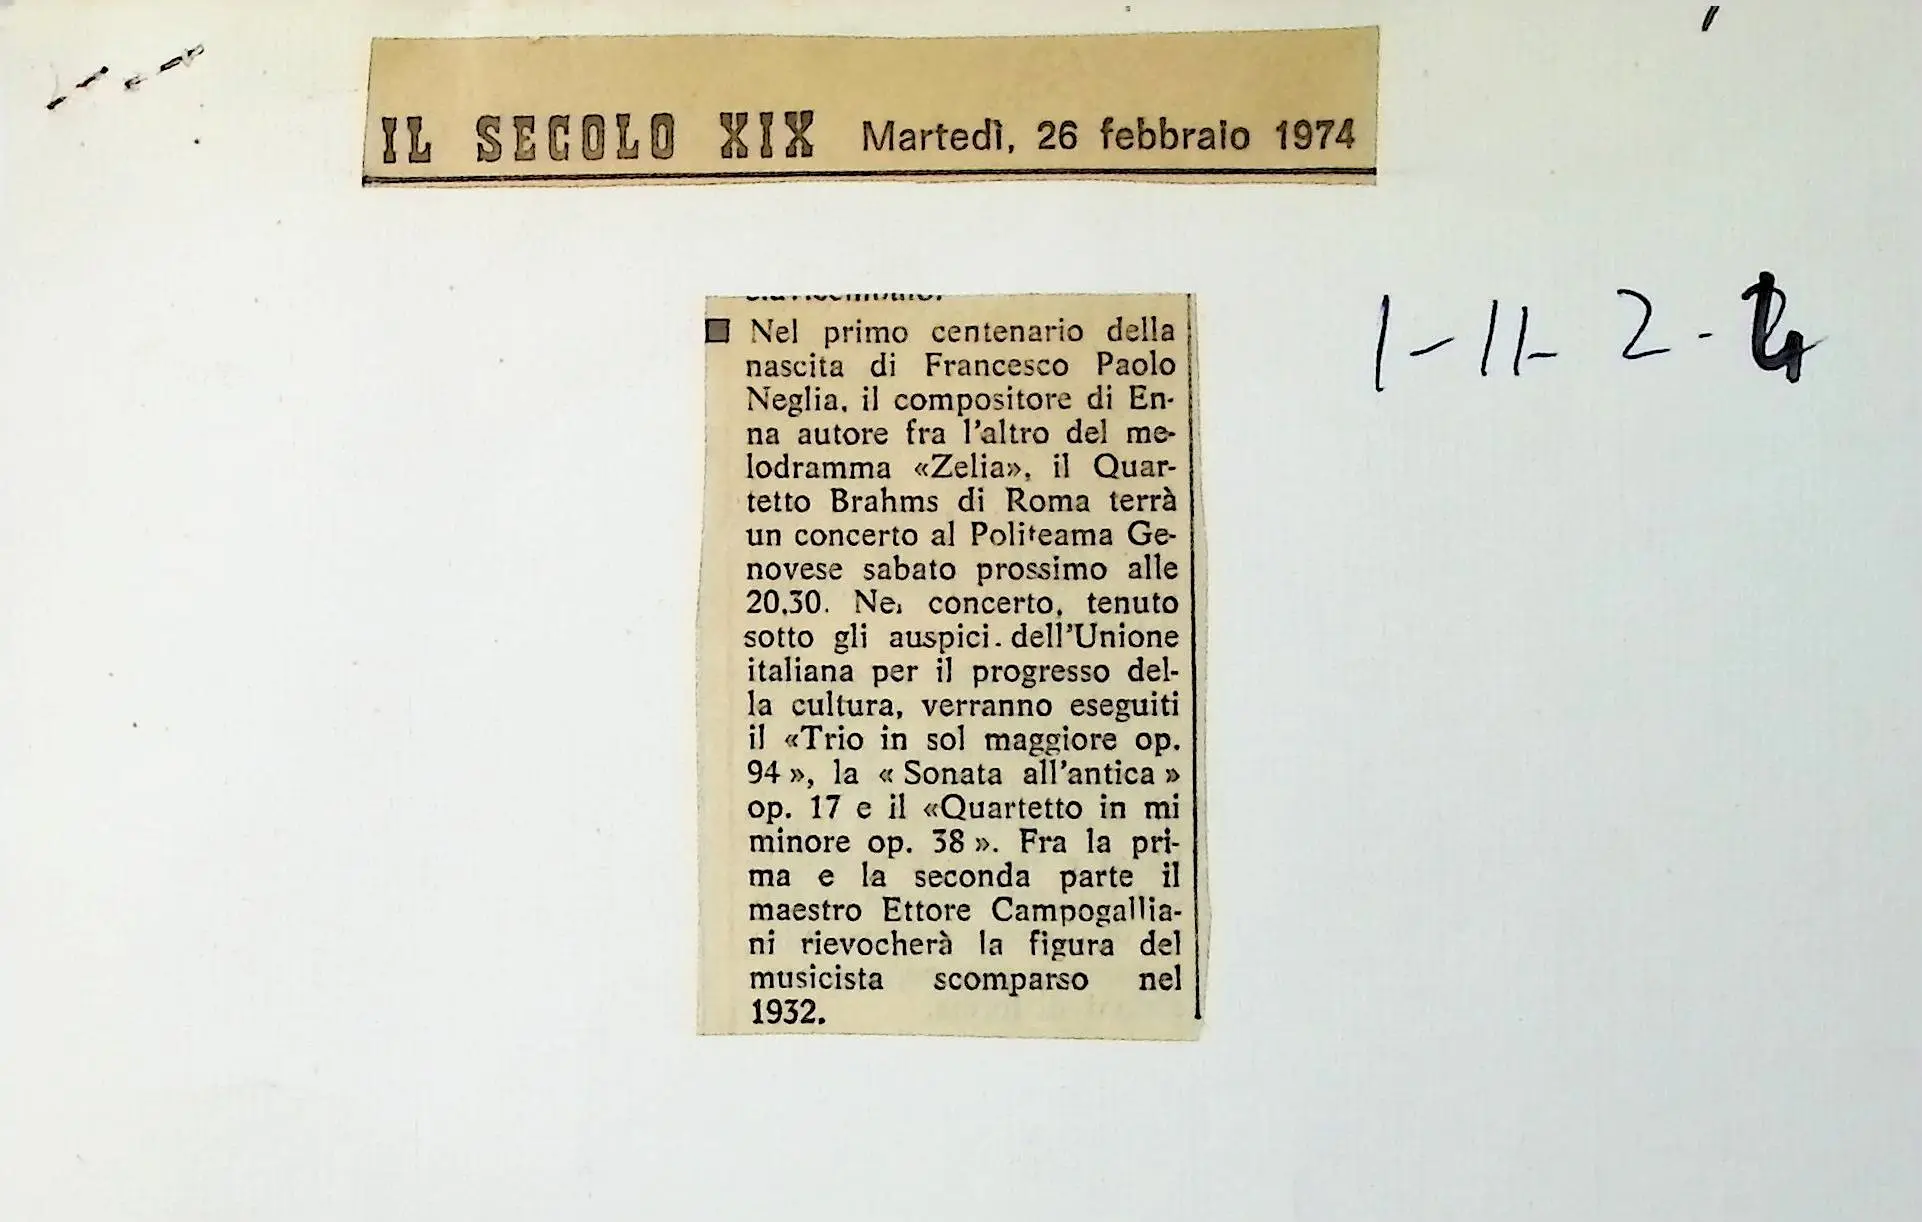 IL SECOLO XIX Martedì, 26 febbraio 1974
1-11-2-4
Nel primo centenario della
nascita di Francesco Paolo
Neglia, il compositore di En-
na autore fra l'altro del me-
lodramma «Zelia», il Quar-
tetto Brahms di Roma terrà
un concerto al Politeama Ge-
novese sabato prossimo alle
20,30. Nel concerto, tenuto
sotto gli auspici dell'Unione
italiana per il progresso del-
la cultura, verranno eseguiti
il «Trio in sol maggiore op.
94», la «Sonata all'antica»
op. 17 e il «Quartetto in mi
minore op. 38». Fra la pri-
ma e la seconda parte il
maestro Ettore Campogallia-
ni rievocherà la figura del
musicista scomparso nel
1932.